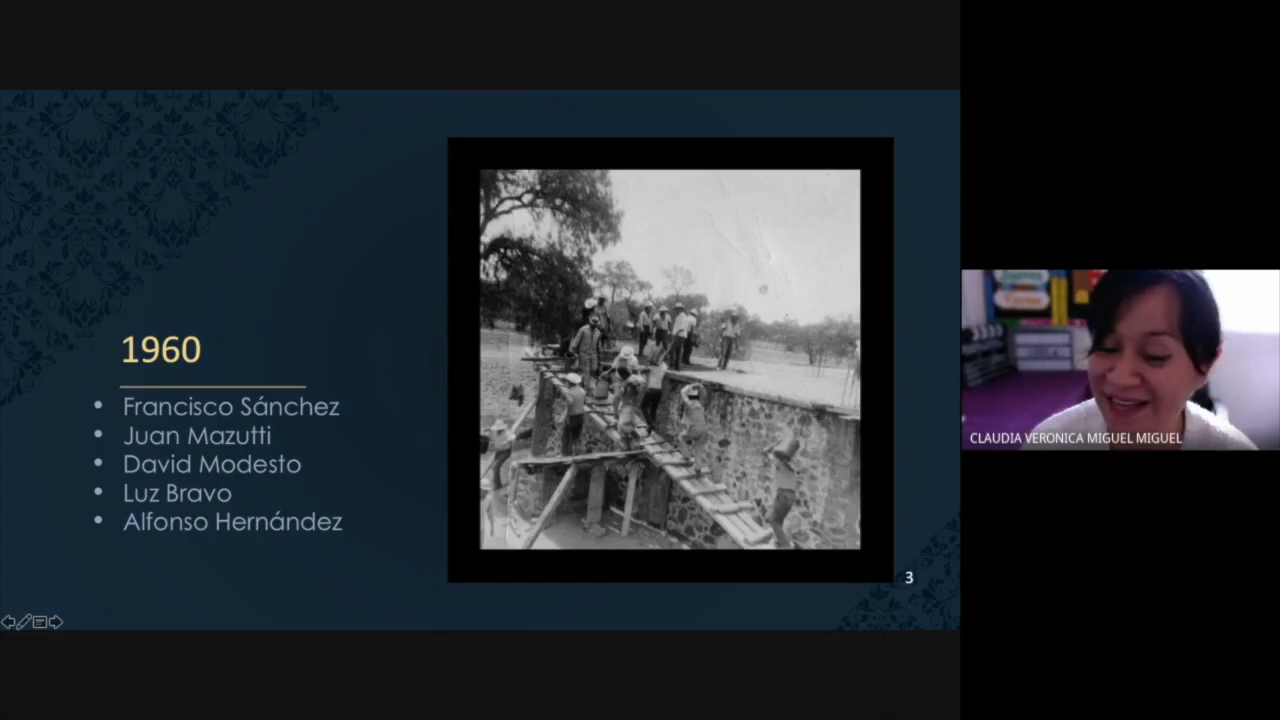 1960
• Francisco Sánchez
• Juan Mazutti
• David Modesto
• Luz Bravo
• Alfonso Hernández
3
CLAUDIA VERONICA MIGUEL MIGUEL